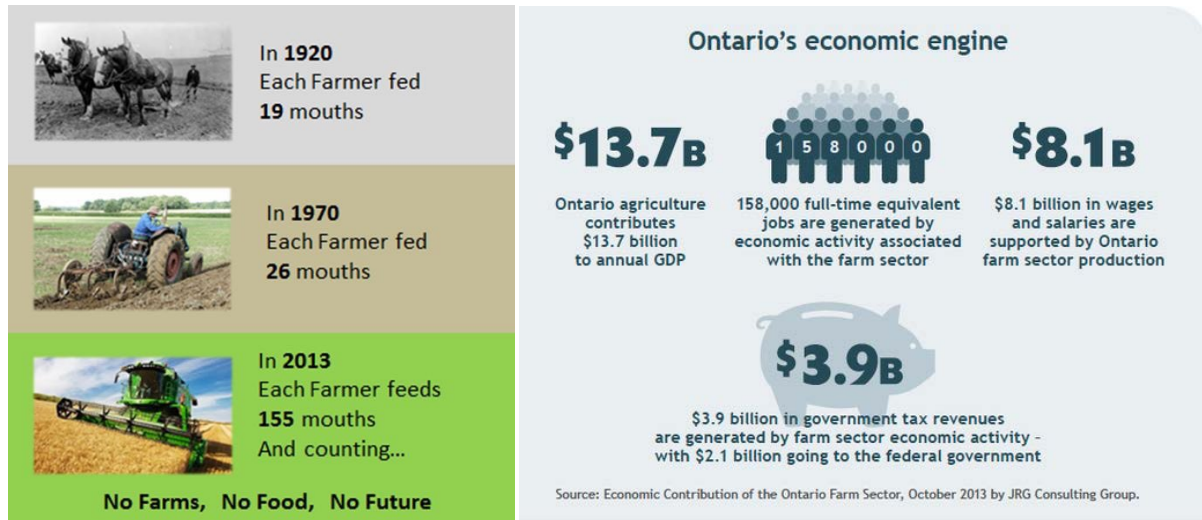 In 1920
Each Farmer fed
19 mouths
In 1970
Each Farmer fed
26 mouths
In 2013
Each Farmer feeds
155 mouths
And counting...
No Farms, No Food, No Future
Ontario's economic engine
$13.7B
Ontario agriculture
contributes
$13.7 billion
to annual GDP
158000
158,000 full-time equivalent
jobs are generated by
economic activity associated
with the farm sector
$8.1B
$8.1 billion in wages
and salaries are
supported by Ontario
farm sector production
$3.9B
$3.9 billion in government tax revenues
are generated by farm sector economic activity –
with $2.1 billion going to the federal government
Source: Economic Contribution of the Ontario Farm Sector, October 2013 by JRG Consulting Group.